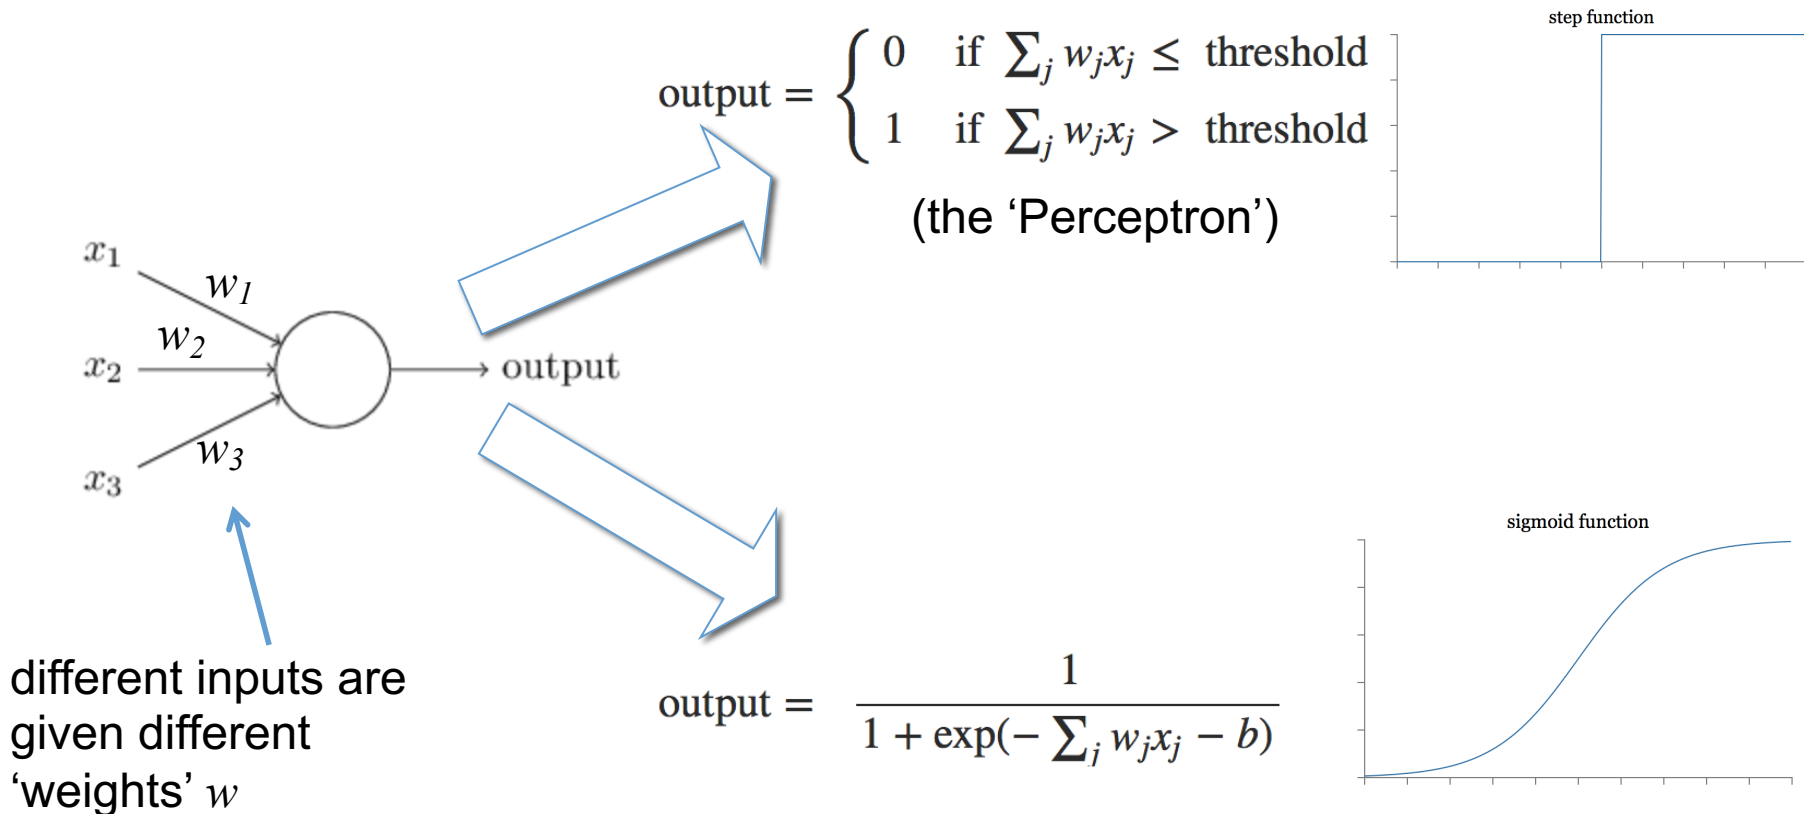 step function
output = { 0 if ∑j wjxj ≤ threshold
1 if ∑j wjxj > threshold
(the ‘Perceptron’)
x1
w1
w2
x2
output
w3
x3
sigmoid function
different inputs are
given different
‘weights’ w
output = 1 / (1 + exp(− ∑j wjxj − b))